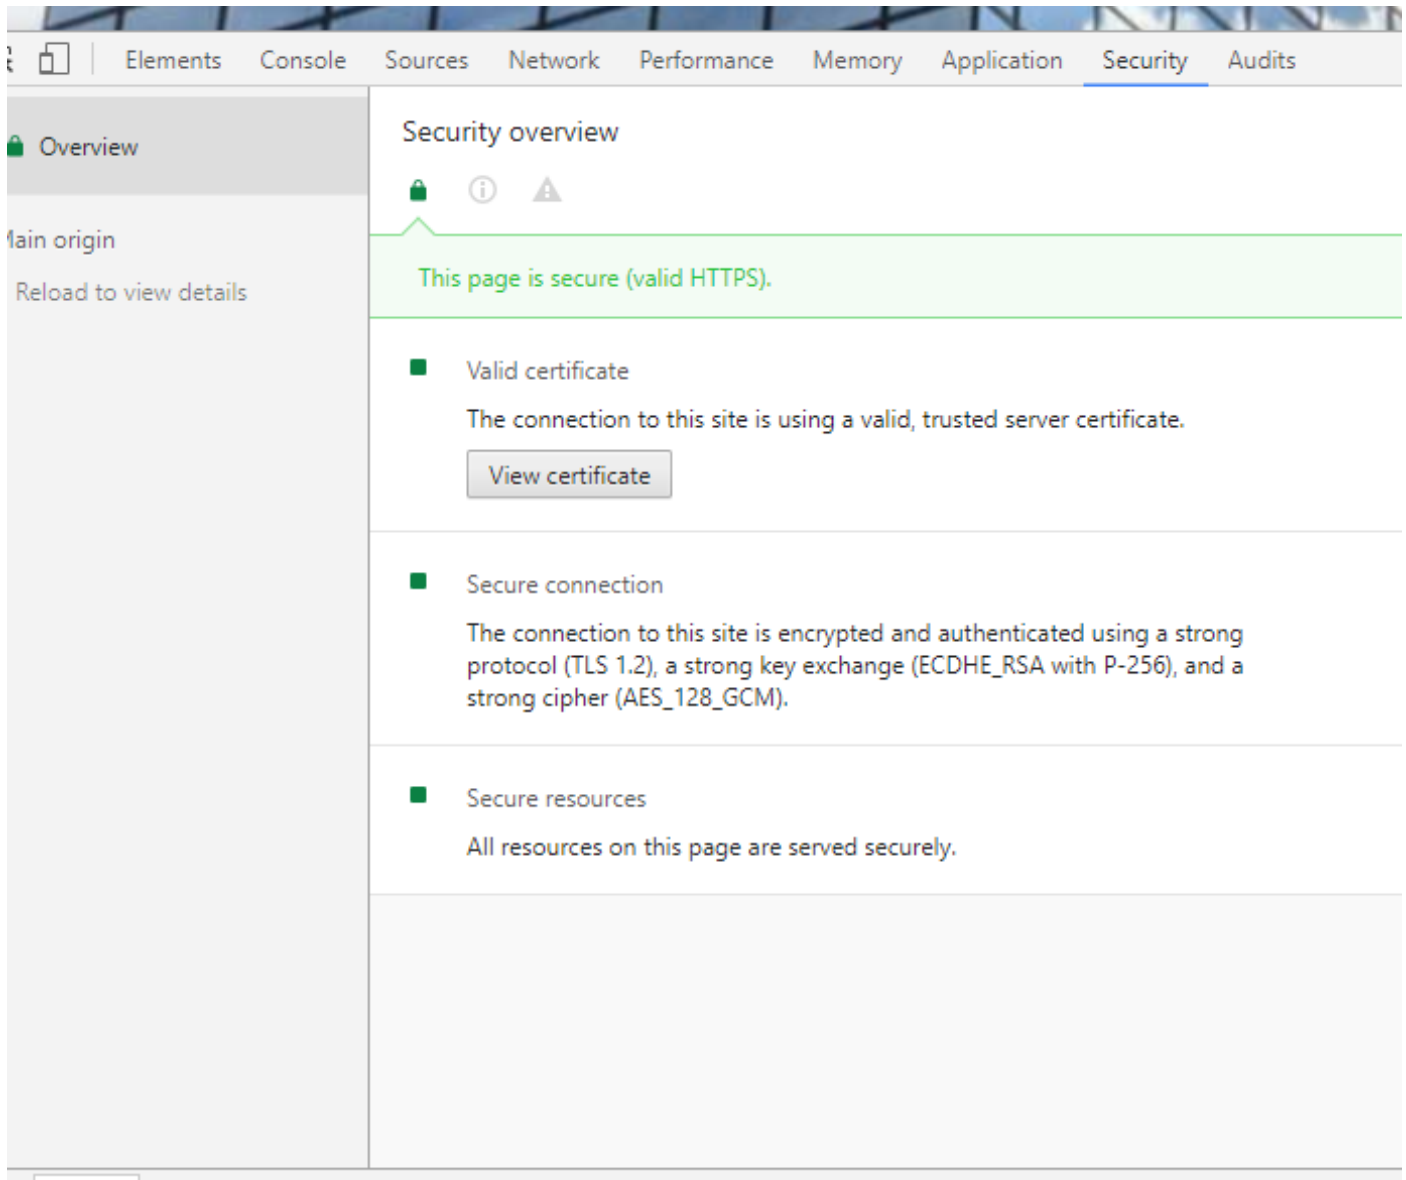 Elements Console Sources Network Performance Memory Application Security Audits
Overview
Main origin
Reload to view details
Security overview
This page is secure (valid HTTPS).
Valid certificate
The connection to this site is using a valid, trusted server certificate.
View certificate
Secure connection
The connection to this site is encrypted and authenticated using a strong
protocol (TLS 1.2), a strong key exchange (ECDHE_RSA with P-256), and a
strong cipher (AES_128_GCM).
Secure resources
All resources on this page are served securely.